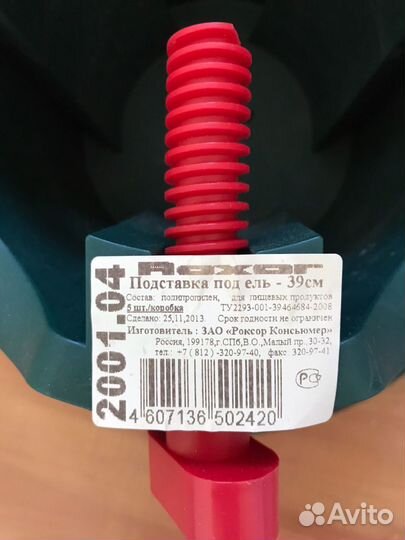 2001.04
Roxor
Подставка под ель - 39см
Состав: полипропилен, для пищевых продуктов
5 шт./коробка ТУ2293-001-39464684-2008
Сделано: 25,11,2013. Срок годности не ограничен
Изготовитель : ЗАО «Роксор Консьюмер»
Россия, 199178,г.СПб,В.О.,Малый пр..30-32,
тел.: +7 ( 812 ) -320-97-40, факс 320-97-41
4 607136 502420
РС
Avito